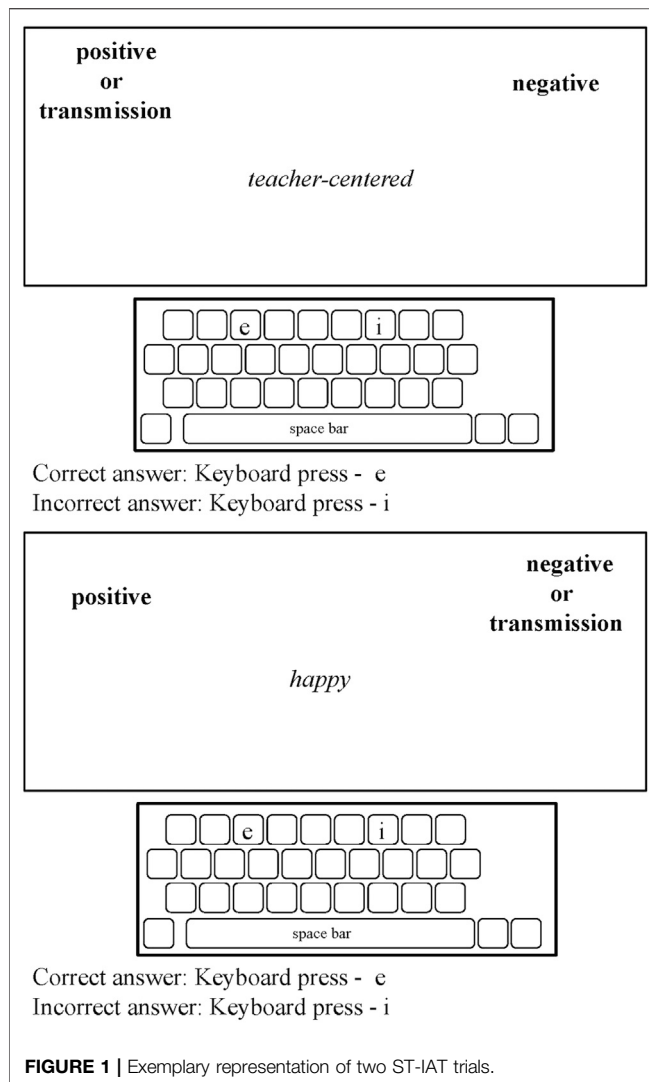 positive
or
transmission
negative
teacher-centered
e i
space bar
Correct answer: Keyboard press - e
Incorrect answer: Keyboard press - i
positive
negative
or
transmission
happy
e i
space bar
Correct answer: Keyboard press - e
Incorrect answer: Keyboard press - i
FIGURE 1 | Exemplary representation of two ST-IAT trials.